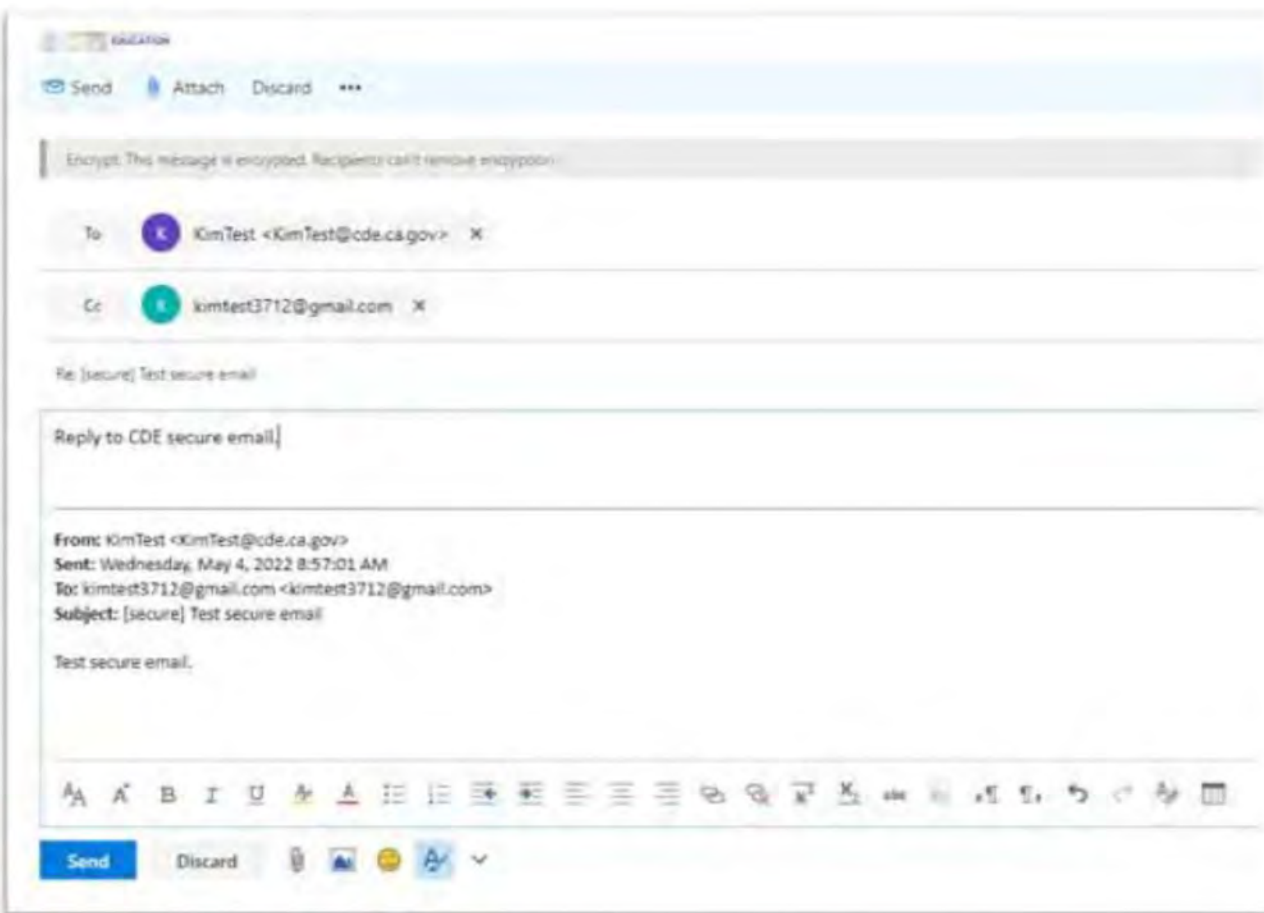 EDUCATION
Send Attach Discard •••
Encrypt: This message is encrypted. Recipients can't remove encryption.
To K KimTest <KimTest@cde.ca.gov> ×
Cc K kimtest3712@gmail.com ×
Re: [secure] Test secure email
Reply to CDE secure email.
From: KimTest <KimTest@cde.ca.gov>
Sent: Wednesday, May 4, 2022 8:57:01 AM
To: kimtest3712@gmail.com <kimtest3712@gmail.com>
Subject: [secure] Test secure email
Test secure email.
Send Discard